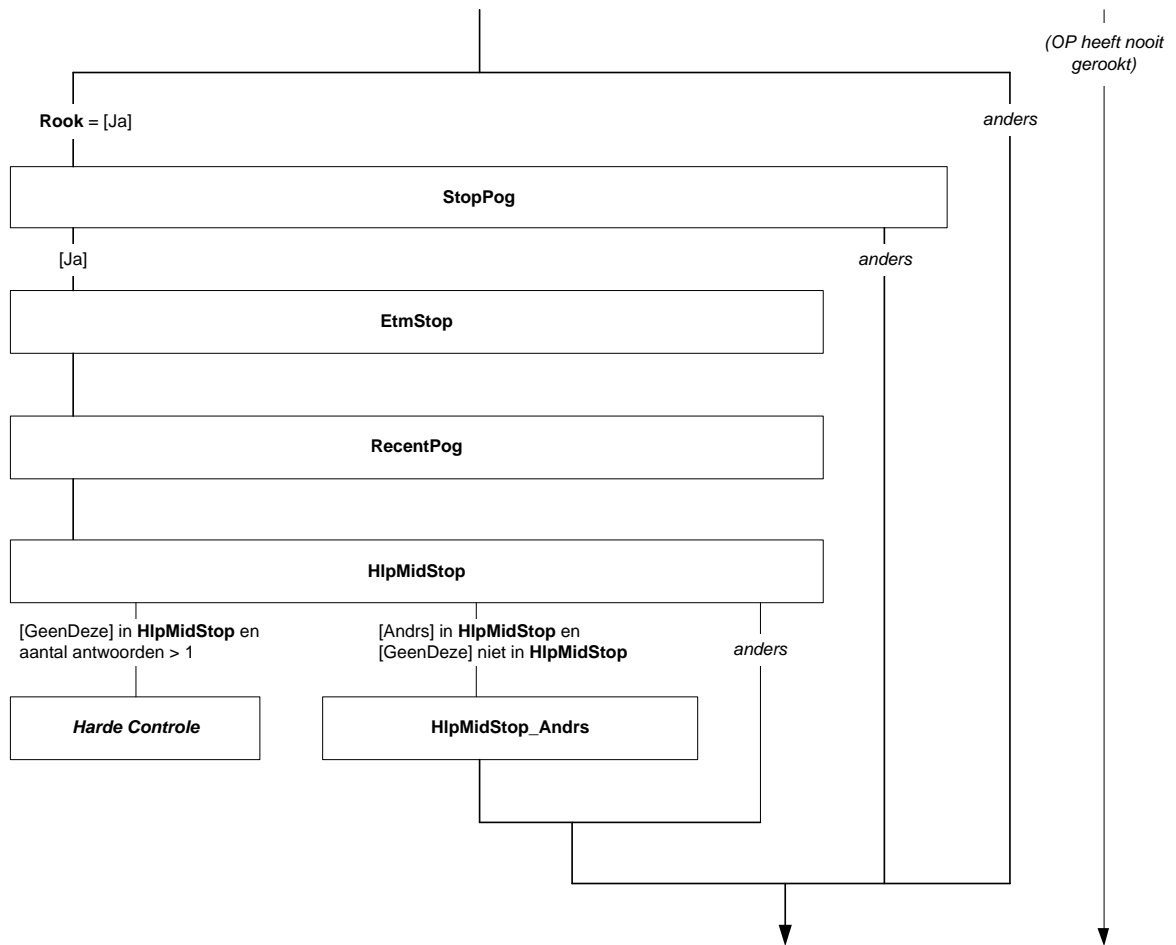 (OP heeft nooit
gerookt)
Rook = [Ja]
anders
StopPog
[Ja]
anders
EtmStop
RecentPog
HlpMidStop
[GeenDeze] in HlpMidStop en
aantal antwoorden > 1
[Andrs] in HlpMidStop en
[GeenDeze] niet in HlpMidStop
anders
Harde Controle
HlpMidStop_Andrs